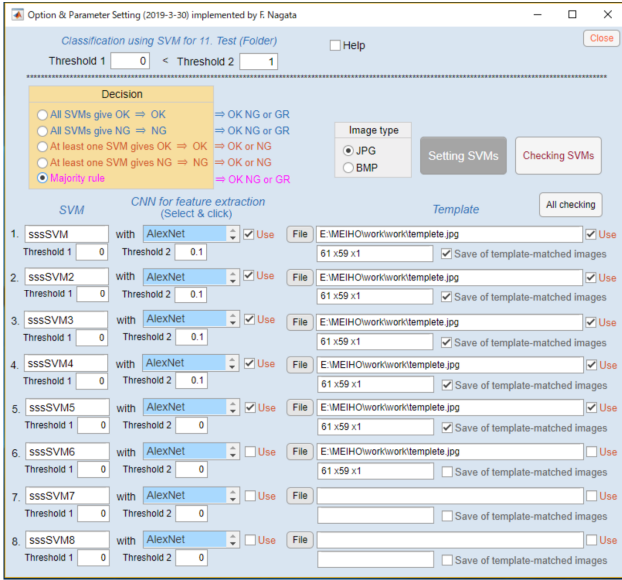 Option & Parameter Setting (2019-3-30) implemented by F. Nagata
Classification using SVM for 11. Test (Folder)
Help
Close
Threshold 1 0 < Threshold 2 1
********************************************************************************
Decision
All SVMs give OK ⇒ OK ⇒ OK NG or GR
All SVMs give NG ⇒ NG ⇒ OK NG or GR
At least one SVM gives OK ⇒ OK ⇒ OK or NG
At least one SVM gives NG ⇒ NG ⇒ OK or NG
Majority rule ⇒ OK NG or GR
Image type
JPG
BMP
Setting SVMs
Checking SVMs
SVM
CNN for feature extraction
(Select & click)
Template
All checking
1. sssSVM with AlexNet Use File E:\MEIHO\work\work\templete.jpg Use
Threshold 1 0 Threshold 2 0.1 61 x59 x1 Save of template-matched images
2. sssSVM2 with AlexNet Use File E:\MEIHO\work\work\templete.jpg Use
Threshold 1 0 Threshold 2 0.1 61 x59 x1 Save of template-matched images
3. sssSVM3 with AlexNet Use File E:\MEIHO\work\work\templete.jpg Use
Threshold 1 0 Threshold 2 0.1 61 x59 x1 Save of template-matched images
4. sssSVM4 with AlexNet Use File E:\MEIHO\work\work\templete.jpg Use
Threshold 1 0 Threshold 2 0.1 61 x59 x1 Save of template-matched images
5. sssSVM5 with AlexNet Use File E:\MEIHO\work\work\templete.jpg Use
Threshold 1 0 Threshold 2 0 61 x59 x1 Save of template-matched images
6. sssSVM6 with AlexNet Use File E:\MEIHO\work\work\templete.jpg Use
Threshold 1 0 Threshold 2 0 61 x59 x1 Save of template-matched images
7. sssSVM7 with AlexNet Use File Use
Threshold 1 0 Threshold 2 0 Save of template-matched images
8. sssSVM8 with AlexNet Use File Use
Threshold 1 0 Threshold 2 0 Save of template-matched images